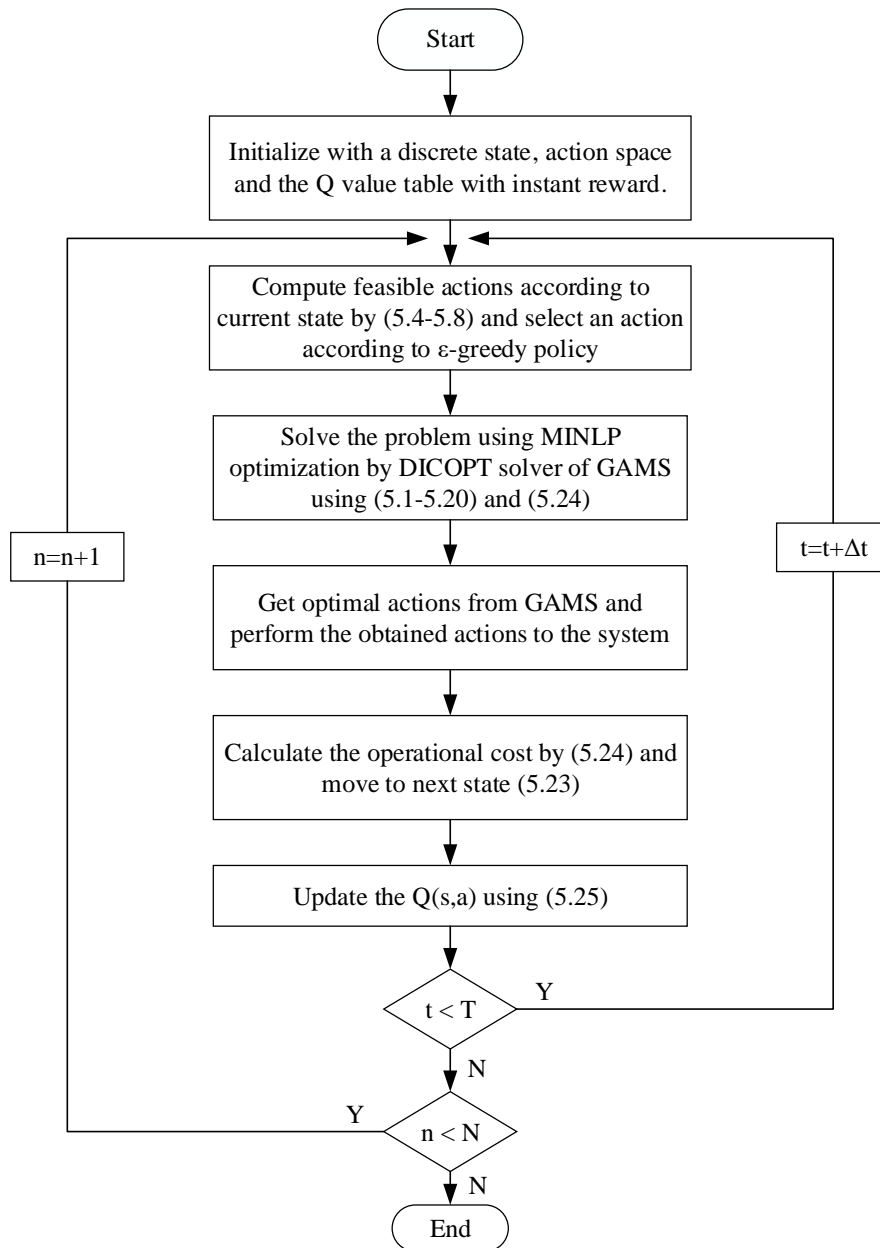 Start
Initialize with a discrete state, action space
and the Q value table with instant reward.
Compute feasible actions according to
current state by (5.4-5.8) and select an action
according to ε-greedy policy
Solve the problem using MINLP
optimization by DICOPT solver of GAMS
using (5.1-5.20) and (5.24)
n=n+1
t=t+Δt
Get optimal actions from GAMS and
perform the obtained actions to the system
Calculate the operational cost by (5.24) and
move to next state (5.23)
Update the Q(s,a) using (5.25)
t < T
Y
N
Y
n < N
N
End